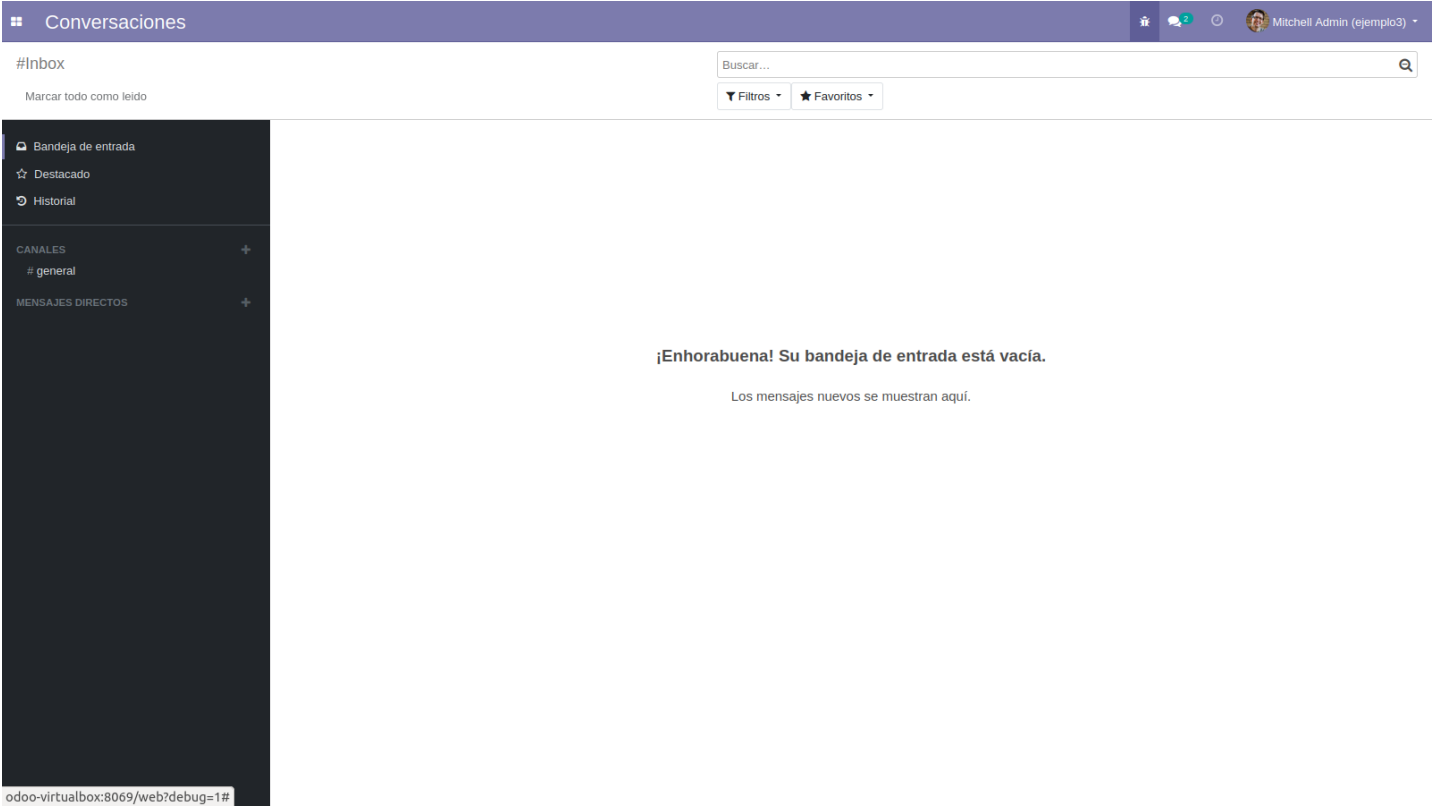 Conversaciones
2
Mitchell Admin (ejemplo3)
#Inbox
Buscar...
Marcar todo como leido
Filtros
Favoritos
Bandeja de entrada
Destacado
Historial
CANALES
# general
MENSAJES DIRECTOS
¡Enhorabuena! Su bandeja de entrada está vacía.
Los mensajes nuevos se muestran aquí.
odoo-virtualbox:8069/web?debug=1#